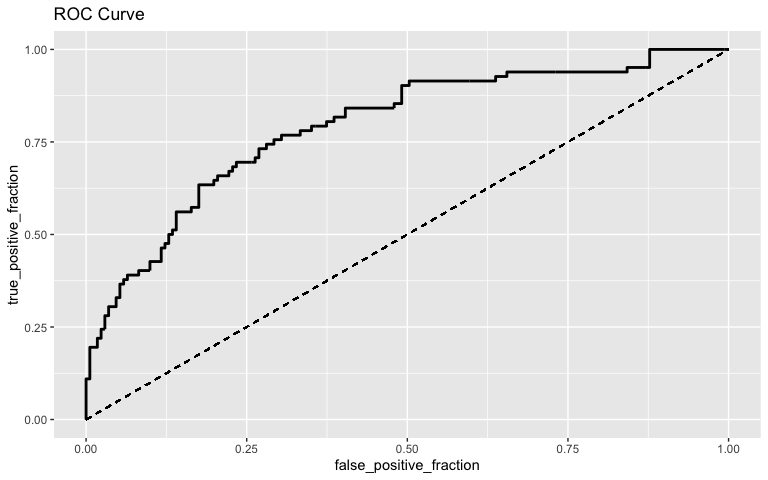 ROC Curve
1.00
0.75
0.50
0.25
0.00
true_positive_fraction
0.00 0.25 0.50 0.75 1.00
false_positive_fraction